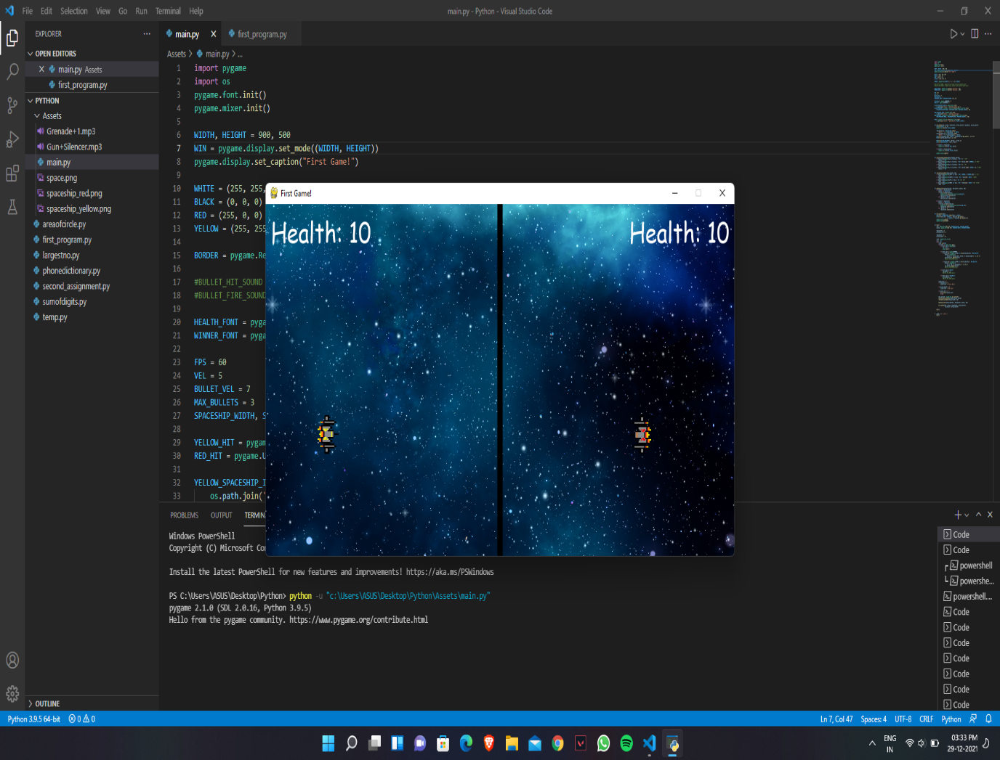 File Edit Selection View Go Run Terminal Help
main.py - Python - Visual Studio Code
EXPLORER
OPEN EDITORS
main.py Assets
first_program.py
PYTHON
Assets
Grenade+1.mp3
Gun+Silencer.mp3
main.py
space.png
spaceship_red.png
spaceship_yellow.png
areaofcircle.py
first_program.py
largestno.py
phonedictionary.py
second_assignment.py
sumofdigits.py
temp.py
OUTLINE
main.py first_program.py
Assets > main.py > ...
1 import pygame
2 import os
3 pygame.font.init()
4 pygame.mixer.init()
5
6 WIDTH, HEIGHT = 900, 500
7 WIN = pygame.display.set_mode((WIDTH, HEIGHT))
8 pygame.display.set_caption("First Game!")
9
10 WHITE = (255, 255,
11 BLACK = (0, 0, 0)
12 RED = (255, 0, 0)
13 YELLOW = (255, 255
14
15 BORDER = pygame.Re
16
17 #BULLET_HIT_SOUND
18 #BULLET_FIRE_SOUND
19
20 HEALTH_FONT = pyga
21 WINNER_FONT = pyga
22
23 FPS = 60
24 VEL = 5
25 BULLET_VEL = 7
26 MAX_BULLETS = 3
27 SPACESHIP_WIDTH, S
28
29 YELLOW_HIT = pygam
30 RED_HIT = pygame.U
31
32 YELLOW_SPACESHIP_I
33 os.path.join('
First Game!
Health: 10
Health: 10
PROBLEMS OUTPUT TERMIN
Windows PowerShell
Copyright (C) Microsoft Co
Install the latest PowerShell for new features and improvements! https://aka.ms/PSWindows
PS C:\Users\ASUS\Desktop\Python> python -u "c:\Users\ASUS\Desktop\Python\Assets\main.py"
pygame 2.1.0 (SDL 2.0.16, Python 3.9.5)
Hello from the pygame community. https://www.pygame.org/contribute.html
Code
Code
powershell
powershe...
powershell...
Code
Code
Code
Code
Code
Code
Code
Python 3.9.5 64-bit 0 0
Ln 7, Col 47 Spaces: 4 UTF-8 CRLF Python
ENG
IN
03:33 PM
29-12-2021